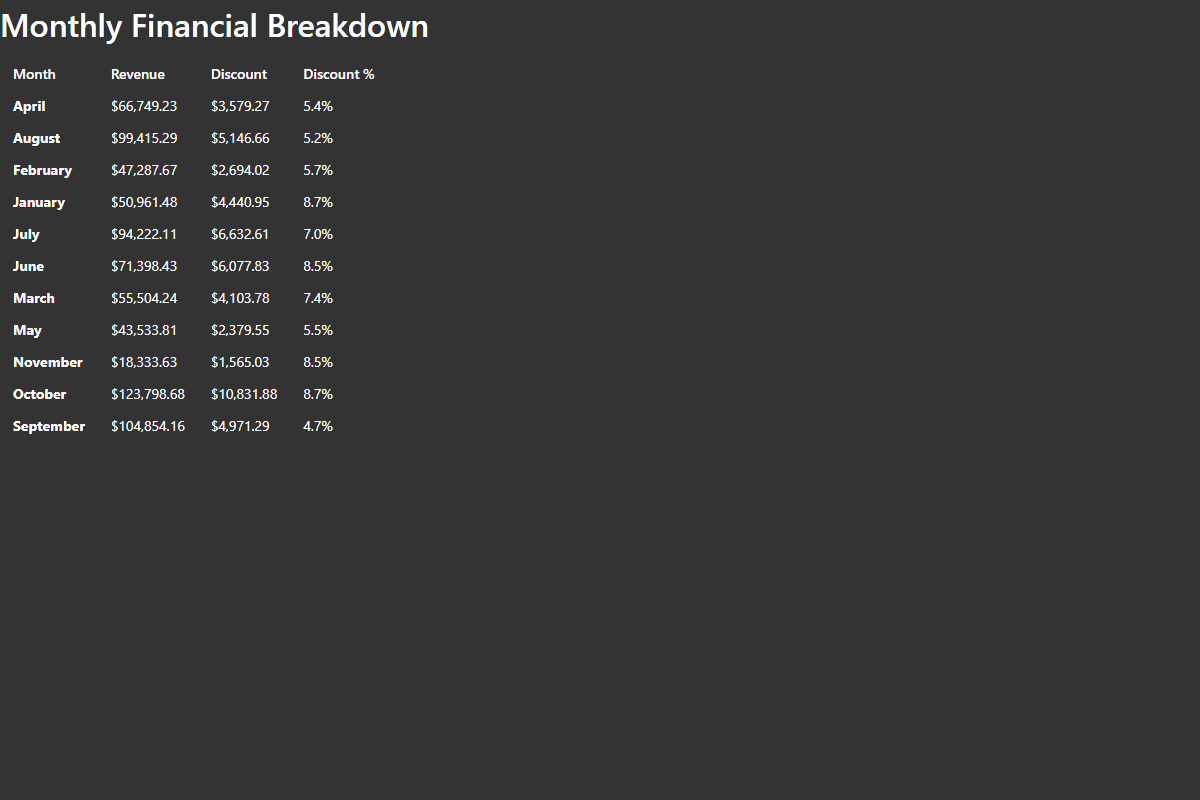 Monthly Financial Breakdown
Month Revenue Discount Discount %
April $66,749.23 $3,579.27 5.4%
August $99,415.29 $5,146.66 5.2%
February $47,287.67 $2,694.02 5.7%
January $50,961.48 $4,440.95 8.7%
July $94,222.11 $6,632.61 7.0%
June $71,398.43 $6,077.83 8.5%
March $55,504.24 $4,103.78 7.4%
May $43,533.81 $2,379.55 5.5%
November $18,333.63 $1,565.03 8.5%
October $123,798.68 $10,831.88 8.7%
September $104,854.16 $4,971.29 4.7%